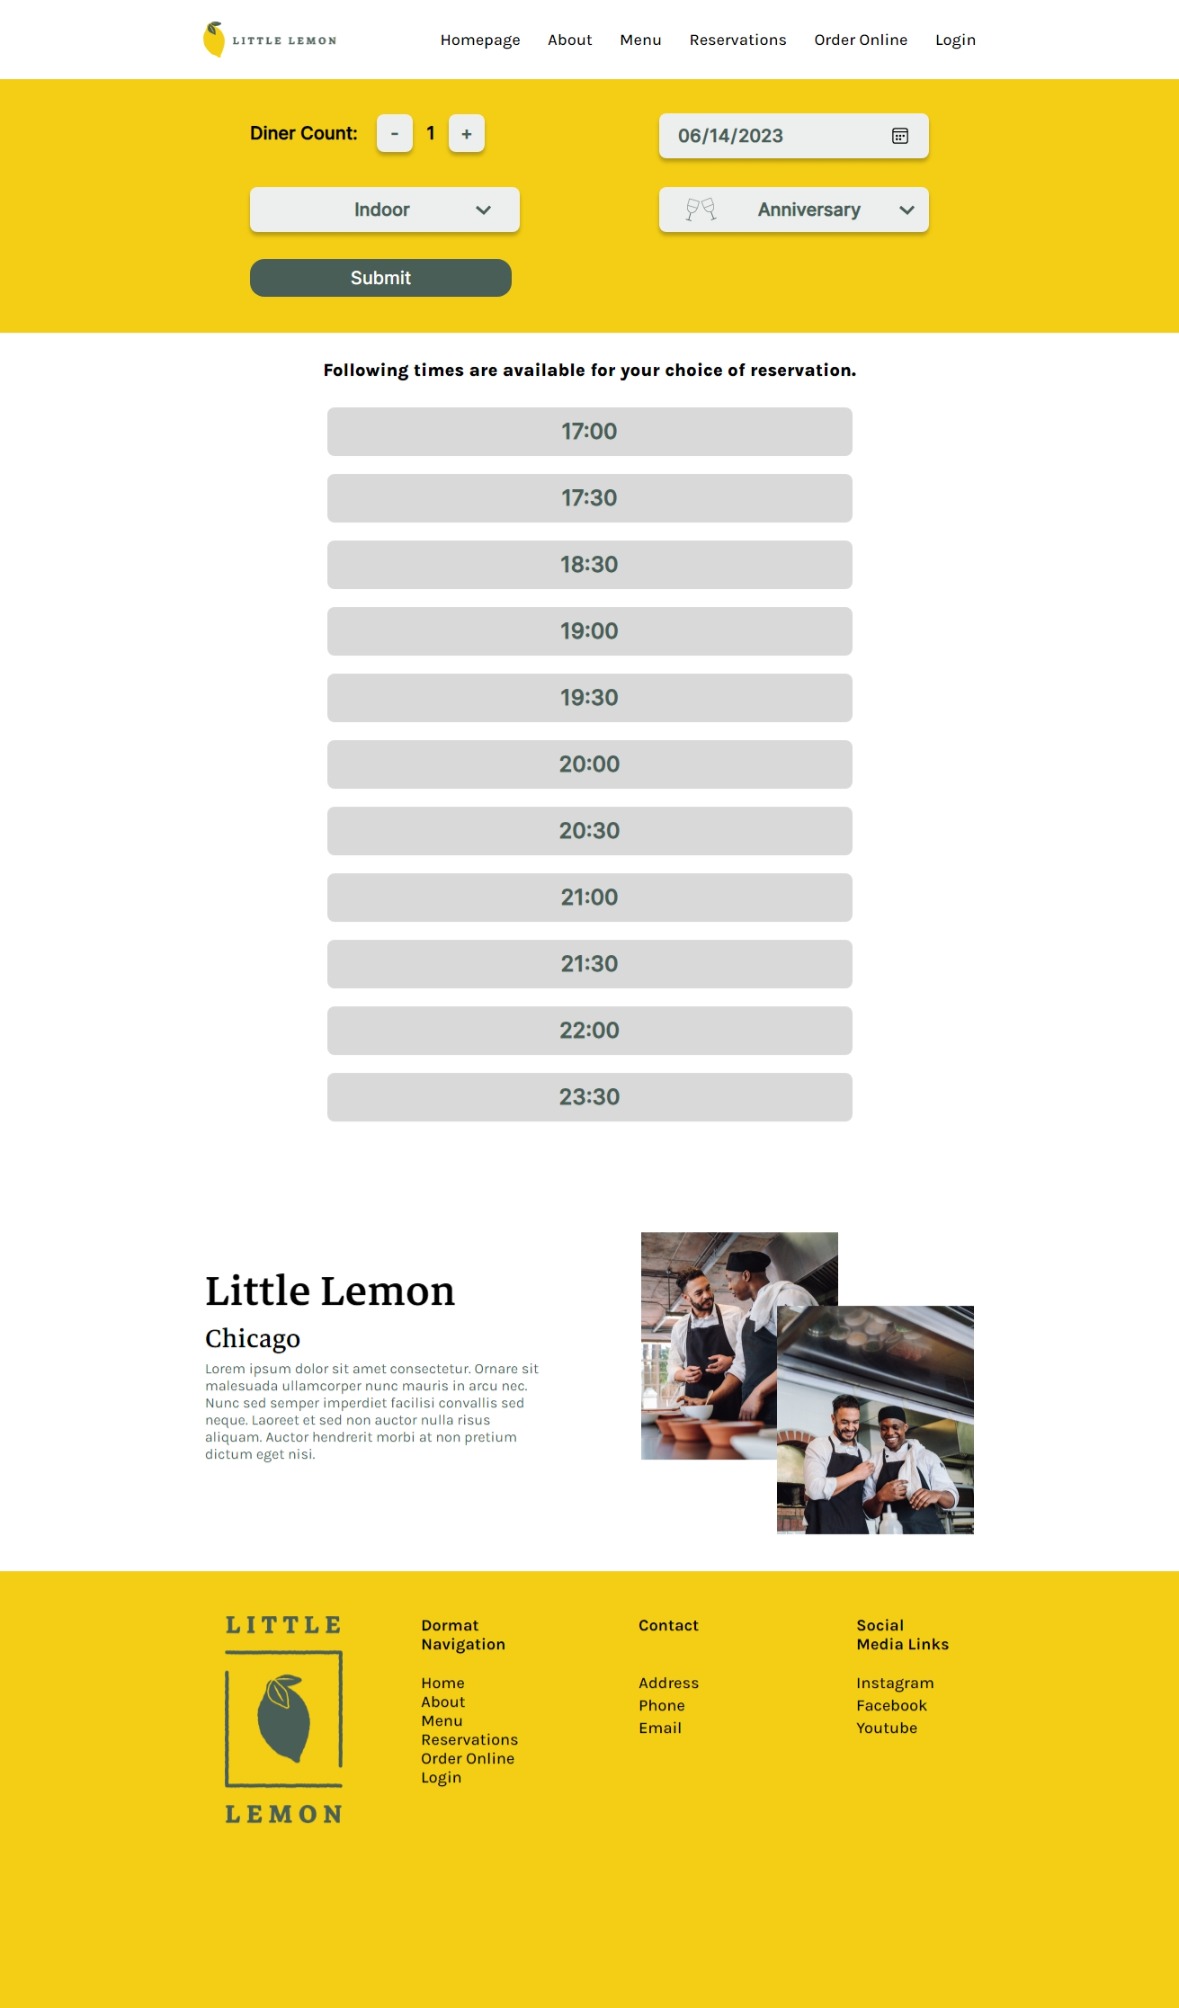 LITTLE LEMON
Homepage About Menu Reservations Order Online Login
Diner Count: - 1 +
06/14/2023
Indoor
Anniversary
Submit
Following times are available for your choice of reservation.
17:00
17:30
18:30
19:00
19:30
20:00
20:30
21:00
21:30
22:00
23:30
Little Lemon
Chicago
Lorem ipsum dolor sit amet consectetur. Ornare sit
malesuada ullamcorper nunc mauris in arcu nec.
Nunc sed semper imperdiet facilisi convallis sed
neque. Laoreet et sed non auctor nulla risus
aliquam. Auctor hendrerit morbi at non pretium
dictum eget nisi.
LITTLE
LEMON
Dormat
Navigation
Home
About
Menu
Reservations
Order Online
Login
Contact
Address
Phone
Email
Social
Media Links
Instagram
Facebook
Youtube